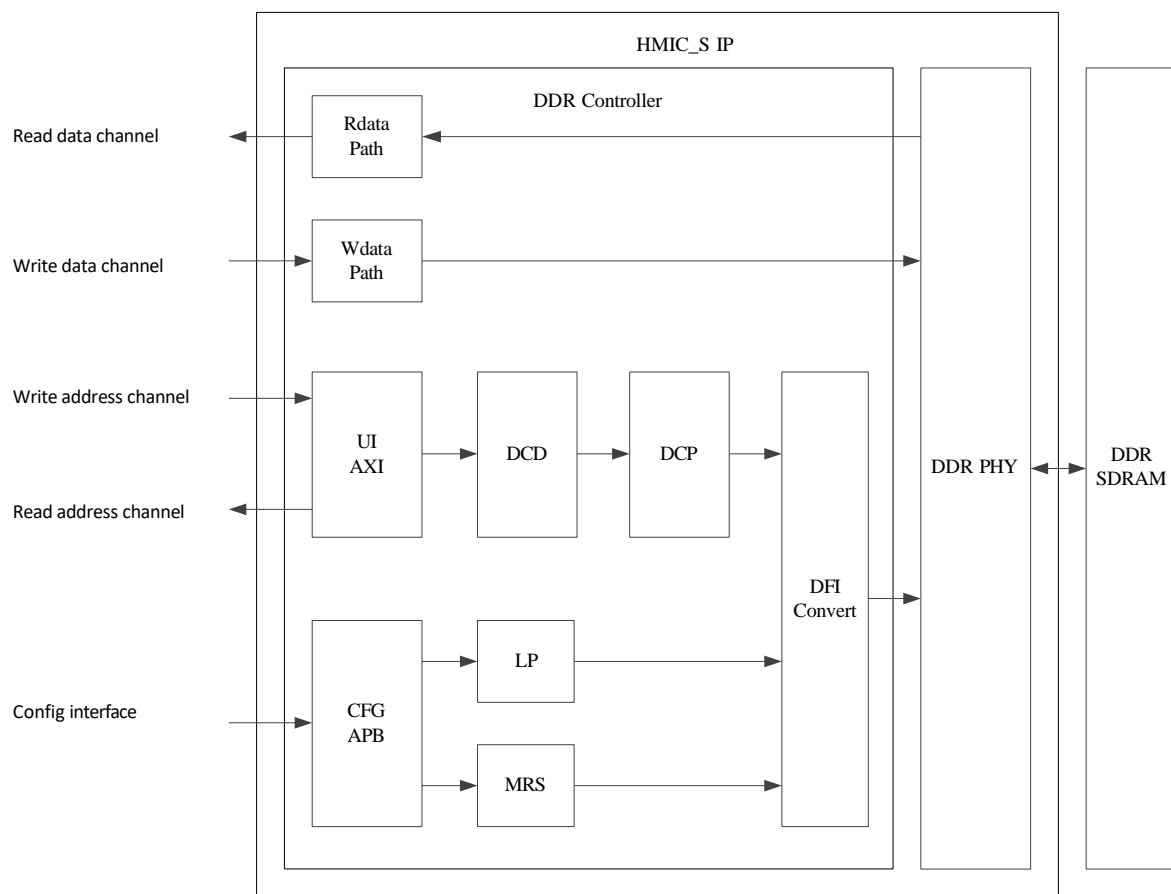 HMIC_S IP
DDR Controller
Read data channel
Rdata
Path
Write data channel
Wdata
Path
Write address channel
Read address channel
UI
AXI
DCD
DCP
DDR PHY
DDR
SDRAM
DFI
Convert
Config interface
CFG
APB
LP
MRS